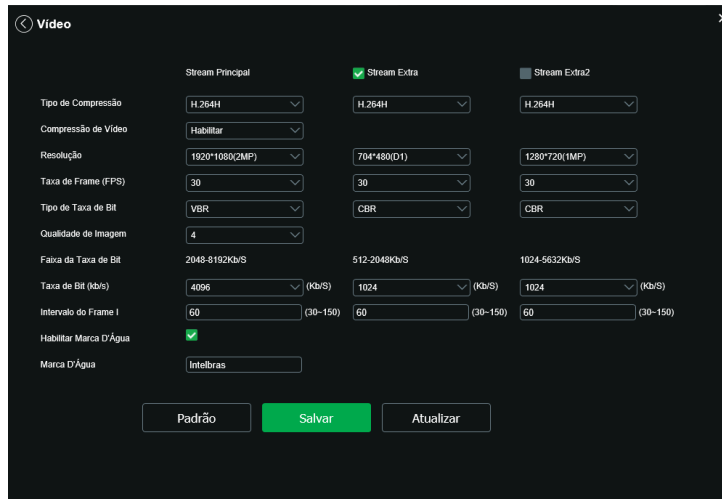 Vídeo
Stream Principal Stream Extra Stream Extra2
Tipo de Compressão H.264H H.264H H.264H
Compressão de Vídeo Habilitar
Resolução 1920*1080(2MP) 704*480(D1) 1280*720(1MP)
Taxa de Frame (FPS) 30 30 30
Tipo de Taxa de Bit VBR CBR CBR
Qualidade de Imagem 4
Faixa da Taxa de Bit 2048-8192Kb/S 512-2048Kb/S 1024-5632Kb/S
Taxa de Bit (kb/s) 4096 (Kb/S) 1024 (Kb/S) 1024 (Kb/S)
Intervalo do Frame I 60 (30~150) 60 (30~150) 60 (30~150)
Habilitar Marca D'Água
Marca D'Água Intelbras
Padrão Salvar Atualizar